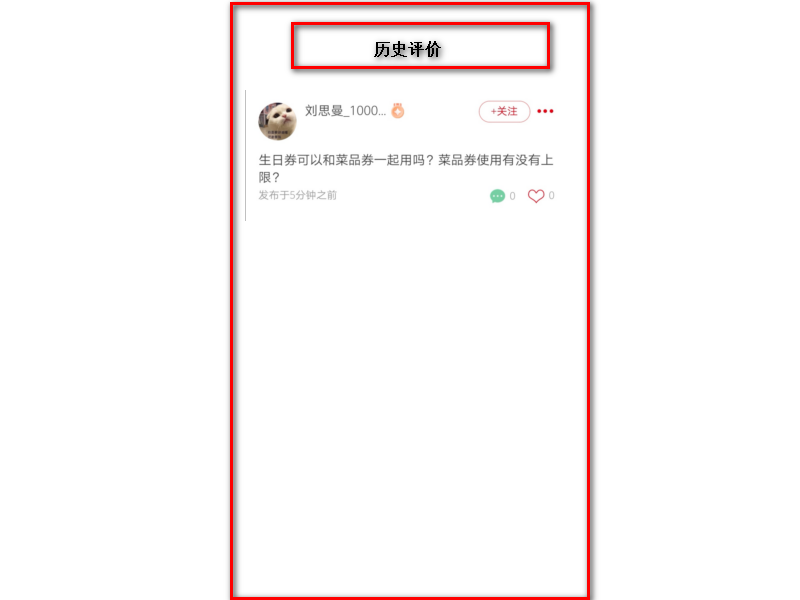 历史评价
刘思曼_1000...
+关注
生日券可以和菜品券一起用吗？菜品券使用有没有上
限？
发布于5分钟之前
0
0